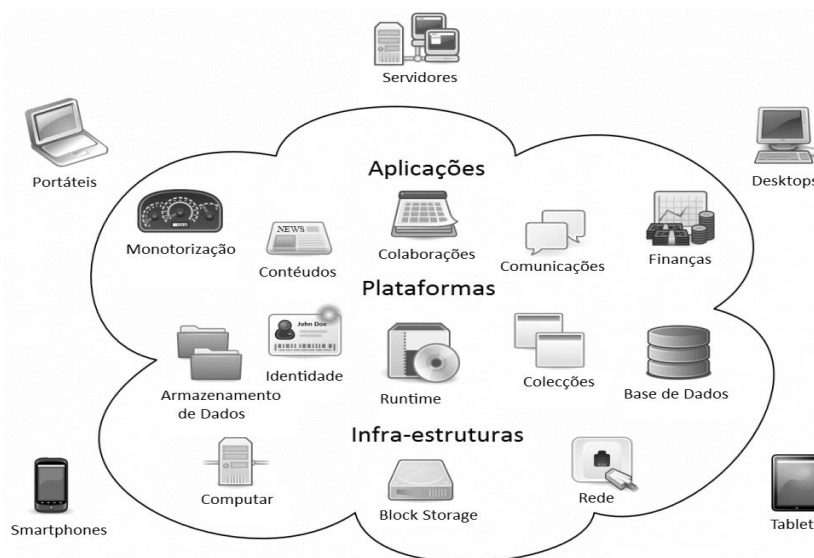 Servidores
Portáteis
Desktops
Aplicações
Monotorização
NEWS
Contéudos
Colaborações
Comunicações
Finanças
Plataformas
John Doe
Armazenamento
de Dados
Identidade
Runtime
Colecções
Base de Dados
Infra-estruturas
Computar
Block Storage
Rede
Smartphones
Tablet